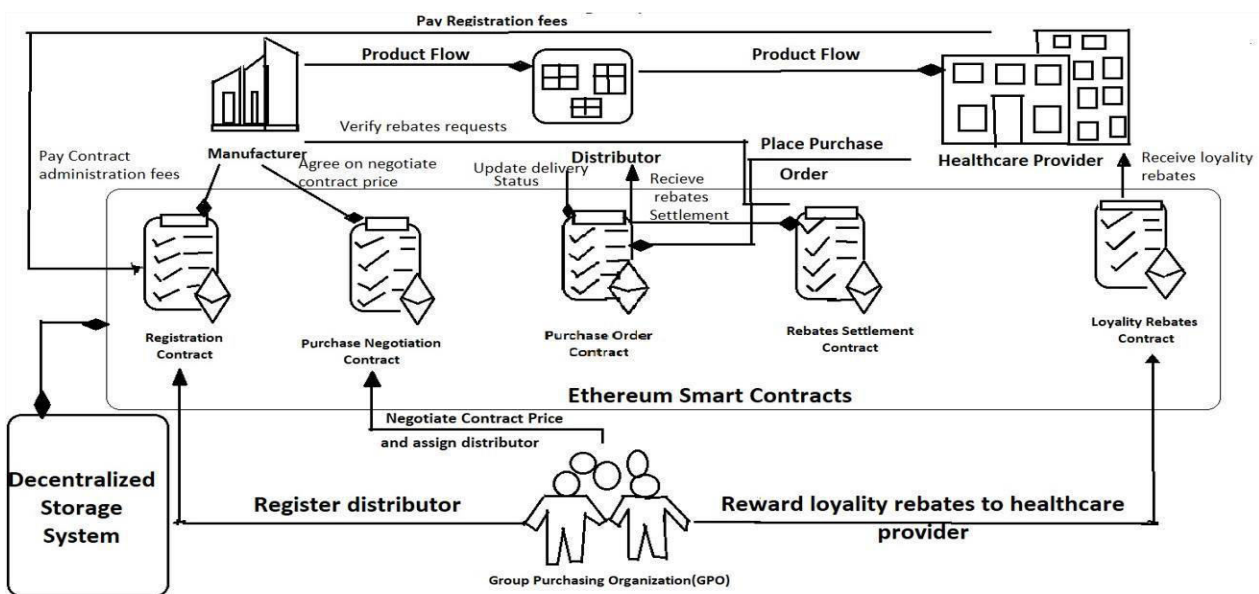 Pay Registration fees
Product Flow
Product Flow
Verify rebates requests
Pay Contract
administration fees
Manufacturer
Agree on negotiate
contract price
Update delivery
Status
Distributor
Recieve
rebates
Settlement
Place Purchase
Order
Healthcare Provider
Receive loyality
rebates
Registration
Contract
Purchase Negotiation
Contract
Purchase Order
Contract
Rebates Settlement
Contract
Loyality Rebates
Contract
Ethereum Smart Contracts
Negotiate Contract Price
and assign distributor
Decentralized
Storage
System
Register distributor
Reward loyality rebates to healthcare
provider
Group Purchasing Organization(GPO)